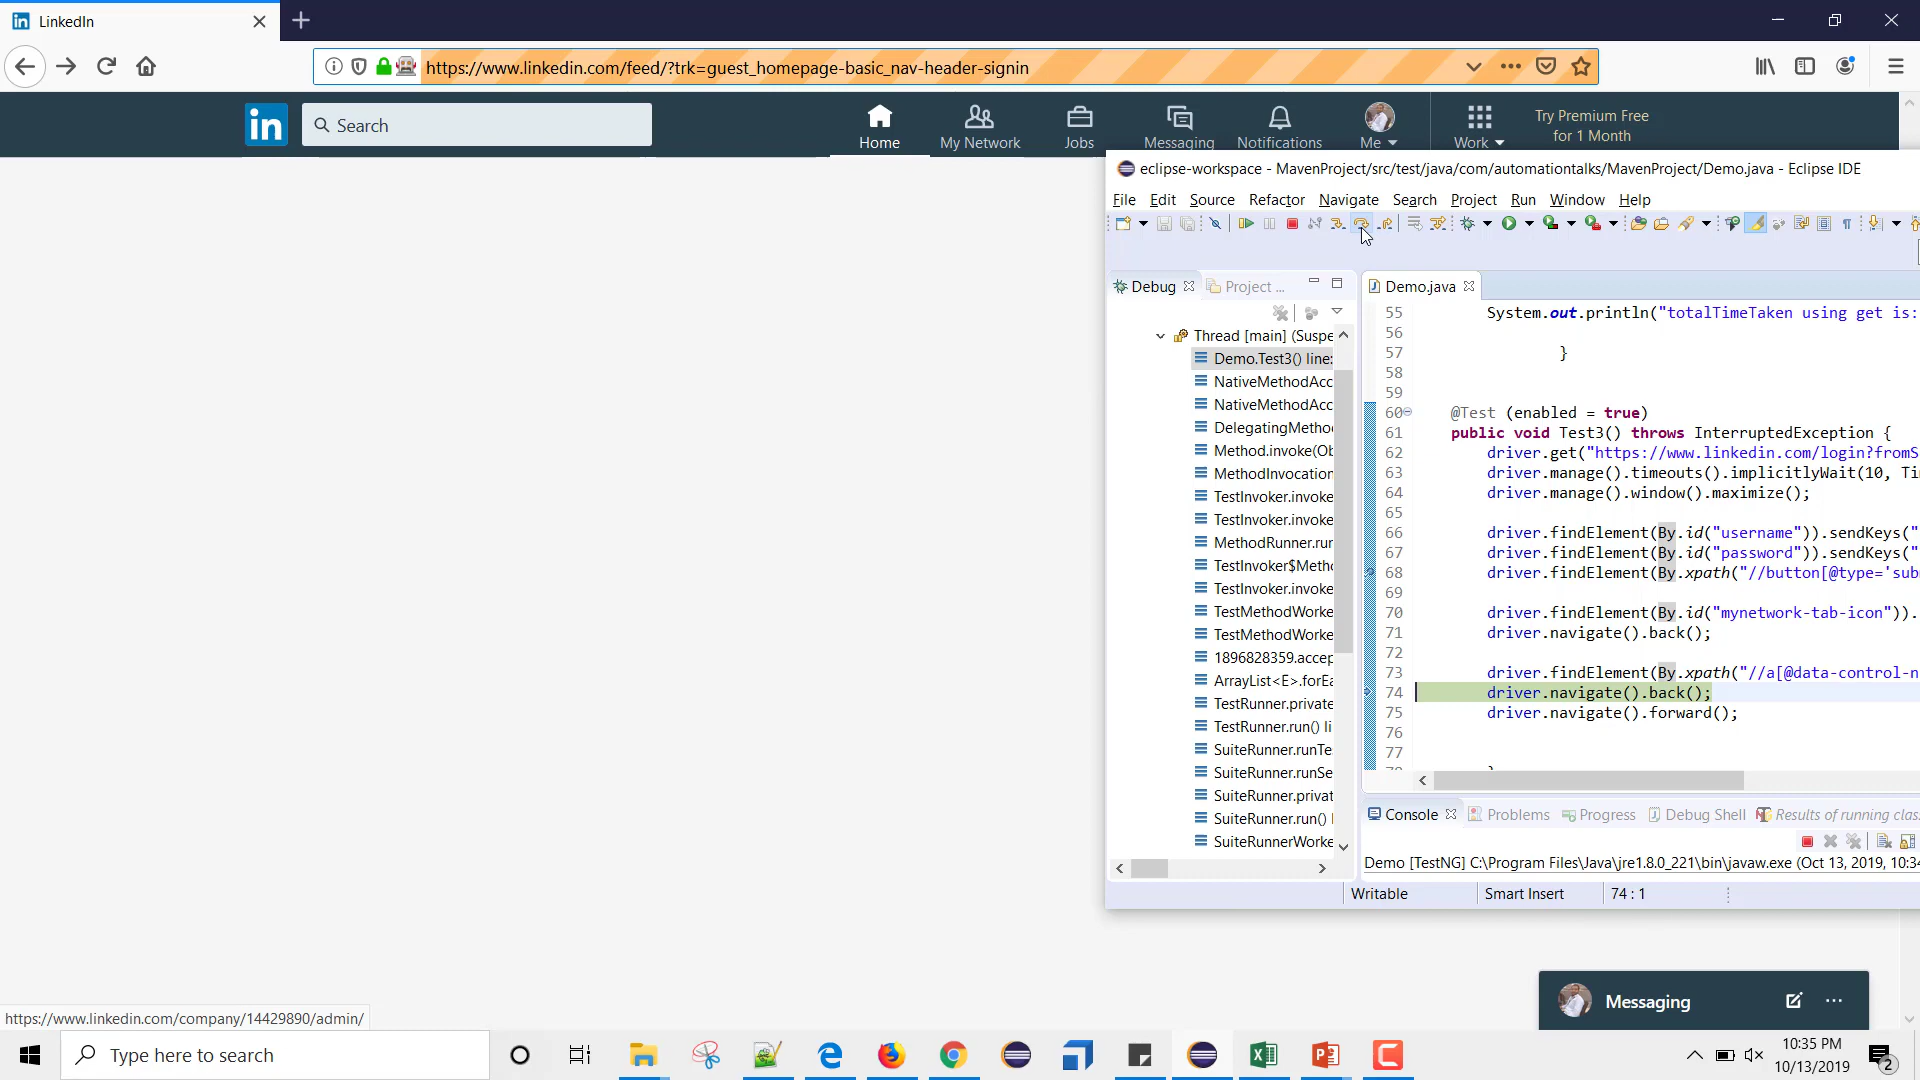 LinkedIn
https://www.linkedin.com/feed/?trk=guest_homepage-basic_nav-header-signin
in
Search
Home
My Network
Jobs
Messaging
Notifications
Me
Work
Try Premium Free
for 1 Month
eclipse-workspace - MavenProject/src/test/java/com/automationtalks/MavenProject/Demo.java - Eclipse IDE
File Edit Source Refactor Navigate Search Project Run Window Help
Debug
Project ...
Thread [main] (Suspe
Demo.Test3() line:
NativeMethodAcc
NativeMethodAcc
DelegatingMetho
Method.invoke(Ob
MethodInvocation
TestInvoker.invoke
TestInvoker.invoke
MethodRunner.rur
TestInvoker$Metho
TestInvoker.invoke
TestMethodWorke
TestMethodWorke
1896828359.accep
ArrayList<E>.forEa
TestRunner.private
TestRunner.run() li
SuiteRunner.runTe
SuiteRunner.runSe
SuiteRunner.privat
SuiteRunner.run() l
SuiteRunnerWorke
Demo.java
55 System.out.println("totalTimeTaken using get is:
56
57 }
58
59
60 @Test (enabled = true)
61 public void Test3() throws InterruptedException {
62 driver.get("https://www.linkedin.com/login?fromS
63 driver.manage().timeouts().implicitlyWait(10, Ti
64 driver.manage().window().maximize();
65
66 driver.findElement(By.id("username")).sendKeys("
67 driver.findElement(By.id("password")).sendKeys("
68 driver.findElement(By.xpath("//button[@type='sub
69
70 driver.findElement(By.id("mynetwork-tab-icon")).
71 driver.navigate().back();
72
73 driver.findElement(By.xpath("//a[@data-control-n
74 driver.navigate().back();
75 driver.navigate().forward();
76
77
Console Problems Progress Debug Shell Results of running clas
Demo [TestNG] C:\Program Files\Java\jre1.8.0_221\bin\javaw.exe (Oct 13, 2019, 10:34
Writable
Smart Insert
74 : 1
Messaging
https://www.linkedin.com/company/14429890/admin/
Type here to search
10:35 PM
10/13/2019
2